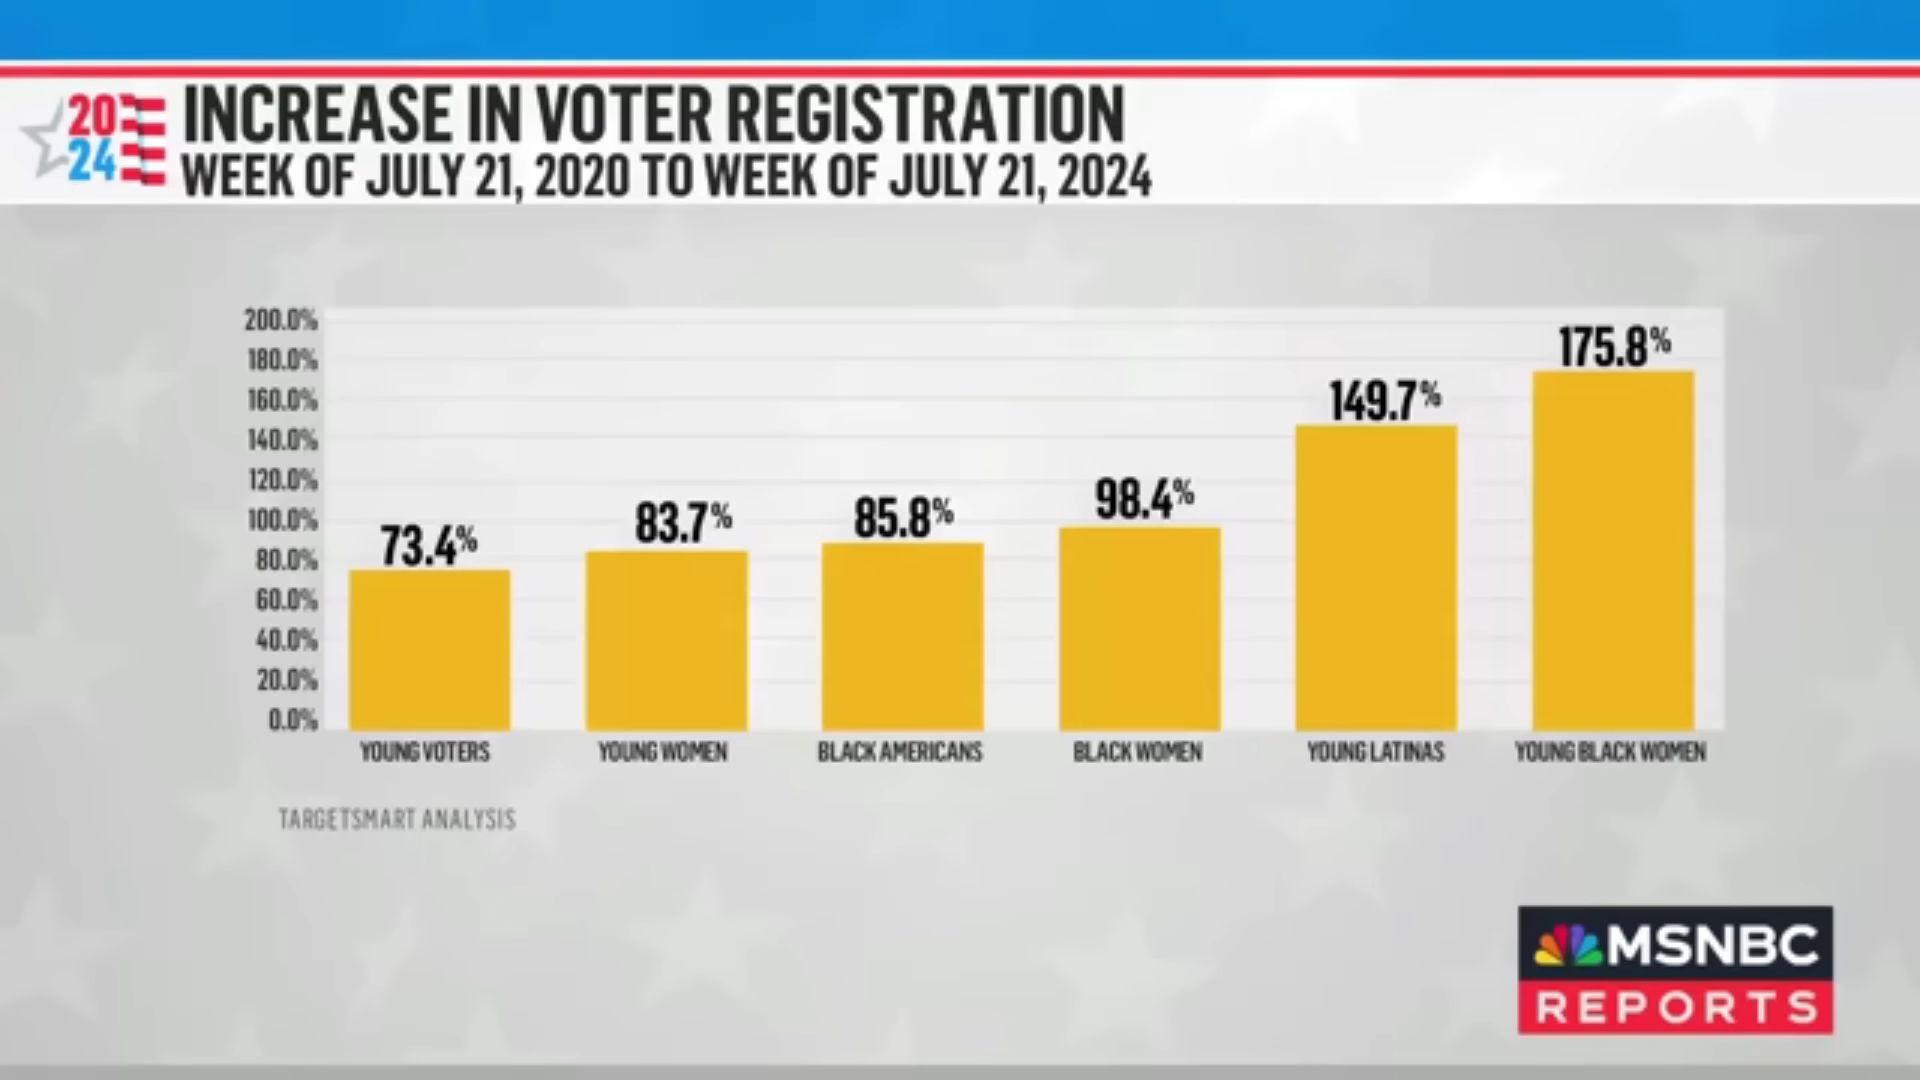 20
24
INCREASE IN VOTER REGISTRATION
WEEK OF JULY 21, 2020 TO WEEK OF JULY 21, 2024
200.0%
180.0%
160.0%
140.0%
120.0%
100.0%
80.0%
60.0%
40.0%
20.0%
0.0%
73.4%
83.7%
85.8%
98.4%
149.7%
175.8%
YOUNG VOTERS
YOUNG WOMEN
BLACK AMERICANS
BLACK WOMEN
YOUNG LATINAS
YOUNG BLACK WOMEN
TARGETSMART ANALYSIS
MSNBC
REPORTS